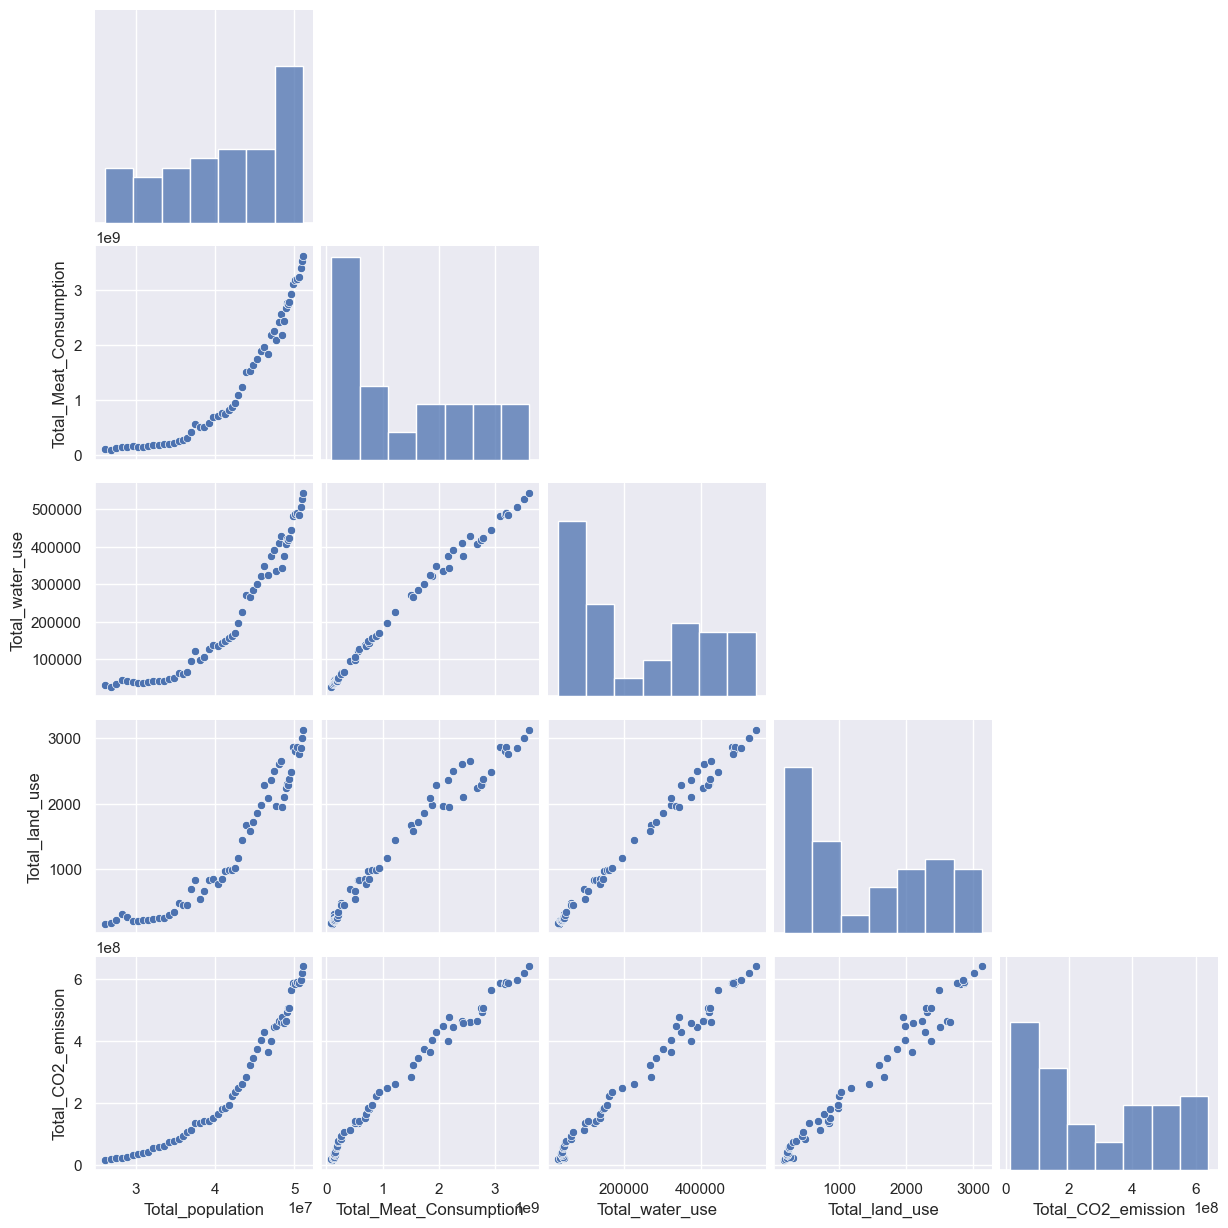 1e9
Total_Meat_Consumption
3
2
1
0
Total_water_use
500000
400000
300000
200000
100000
Total_land_use
3000
2000
1000
1e8
Total_CO2_emission
6
4
2
0
3 4 5 0 1 2 3 200000 400000 1000 2000 3000 0 2 4 6
Total_population 1e7 Total_Meat_Consumption 1e9 Total_water_use Total_land_use Total_CO2_emission 1e8